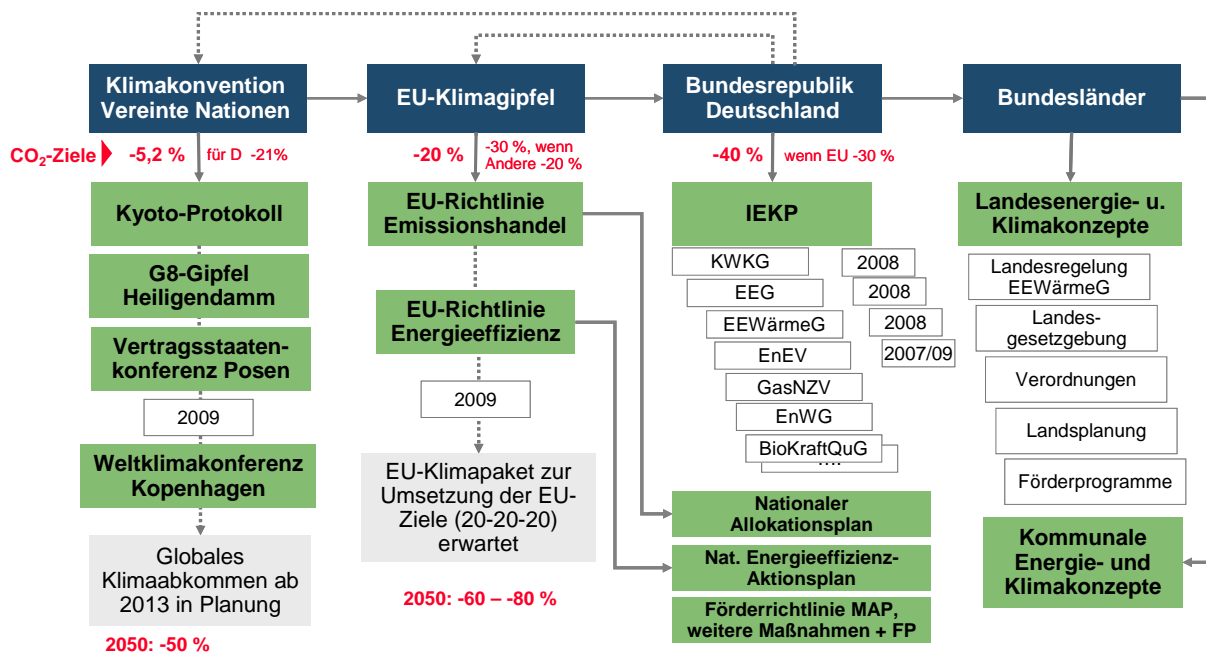 Klimakonvention
Vereinte Nationen
EU-Klimagipfel
Bundesrepublik
Deutschland
Bundesländer
CO₂-Ziele
-5,2 %
für D -21%
-20 %
-30 %, wenn
Andere -20 %
-40 %
wenn EU -30 %
Kyoto-Protokoll
G8-Gipfel
Heiligendamm
Vertragsstaaten-
konferenz Posen
2009
Weltklimakonferenz
Kopenhagen
Globales
Klimaabkommen ab
2013 in Planung
2050: -50 %
EU-Richtlinie
Emissionshandel
EU-Richtlinie
Energieeffizienz
2009
EU-Klimapaket zur
Umsetzung der EU-
Ziele (20-20-20)
erwartet
2050: -60 – -80 %
IEKP
KWKG
2008
EEG
2008
EEWärmeG
2008
EnEV
2007/09
GasNZV
EnWG
BioKraftQuG
....
Nationaler
Allokationsplan
Nat. Energieeffizienz-
Aktionsplan
Förderrichtlinie MAP,
weitere Maßnahmen + FP
Landesenergie- u.
Klimakonzepte
Landesregelung
EEWärmeG
Landes-
gesetzgebung
Verordnungen
Landsplanung
Förderprogramme
Kommunale
Energie- und
Klimakonzepte